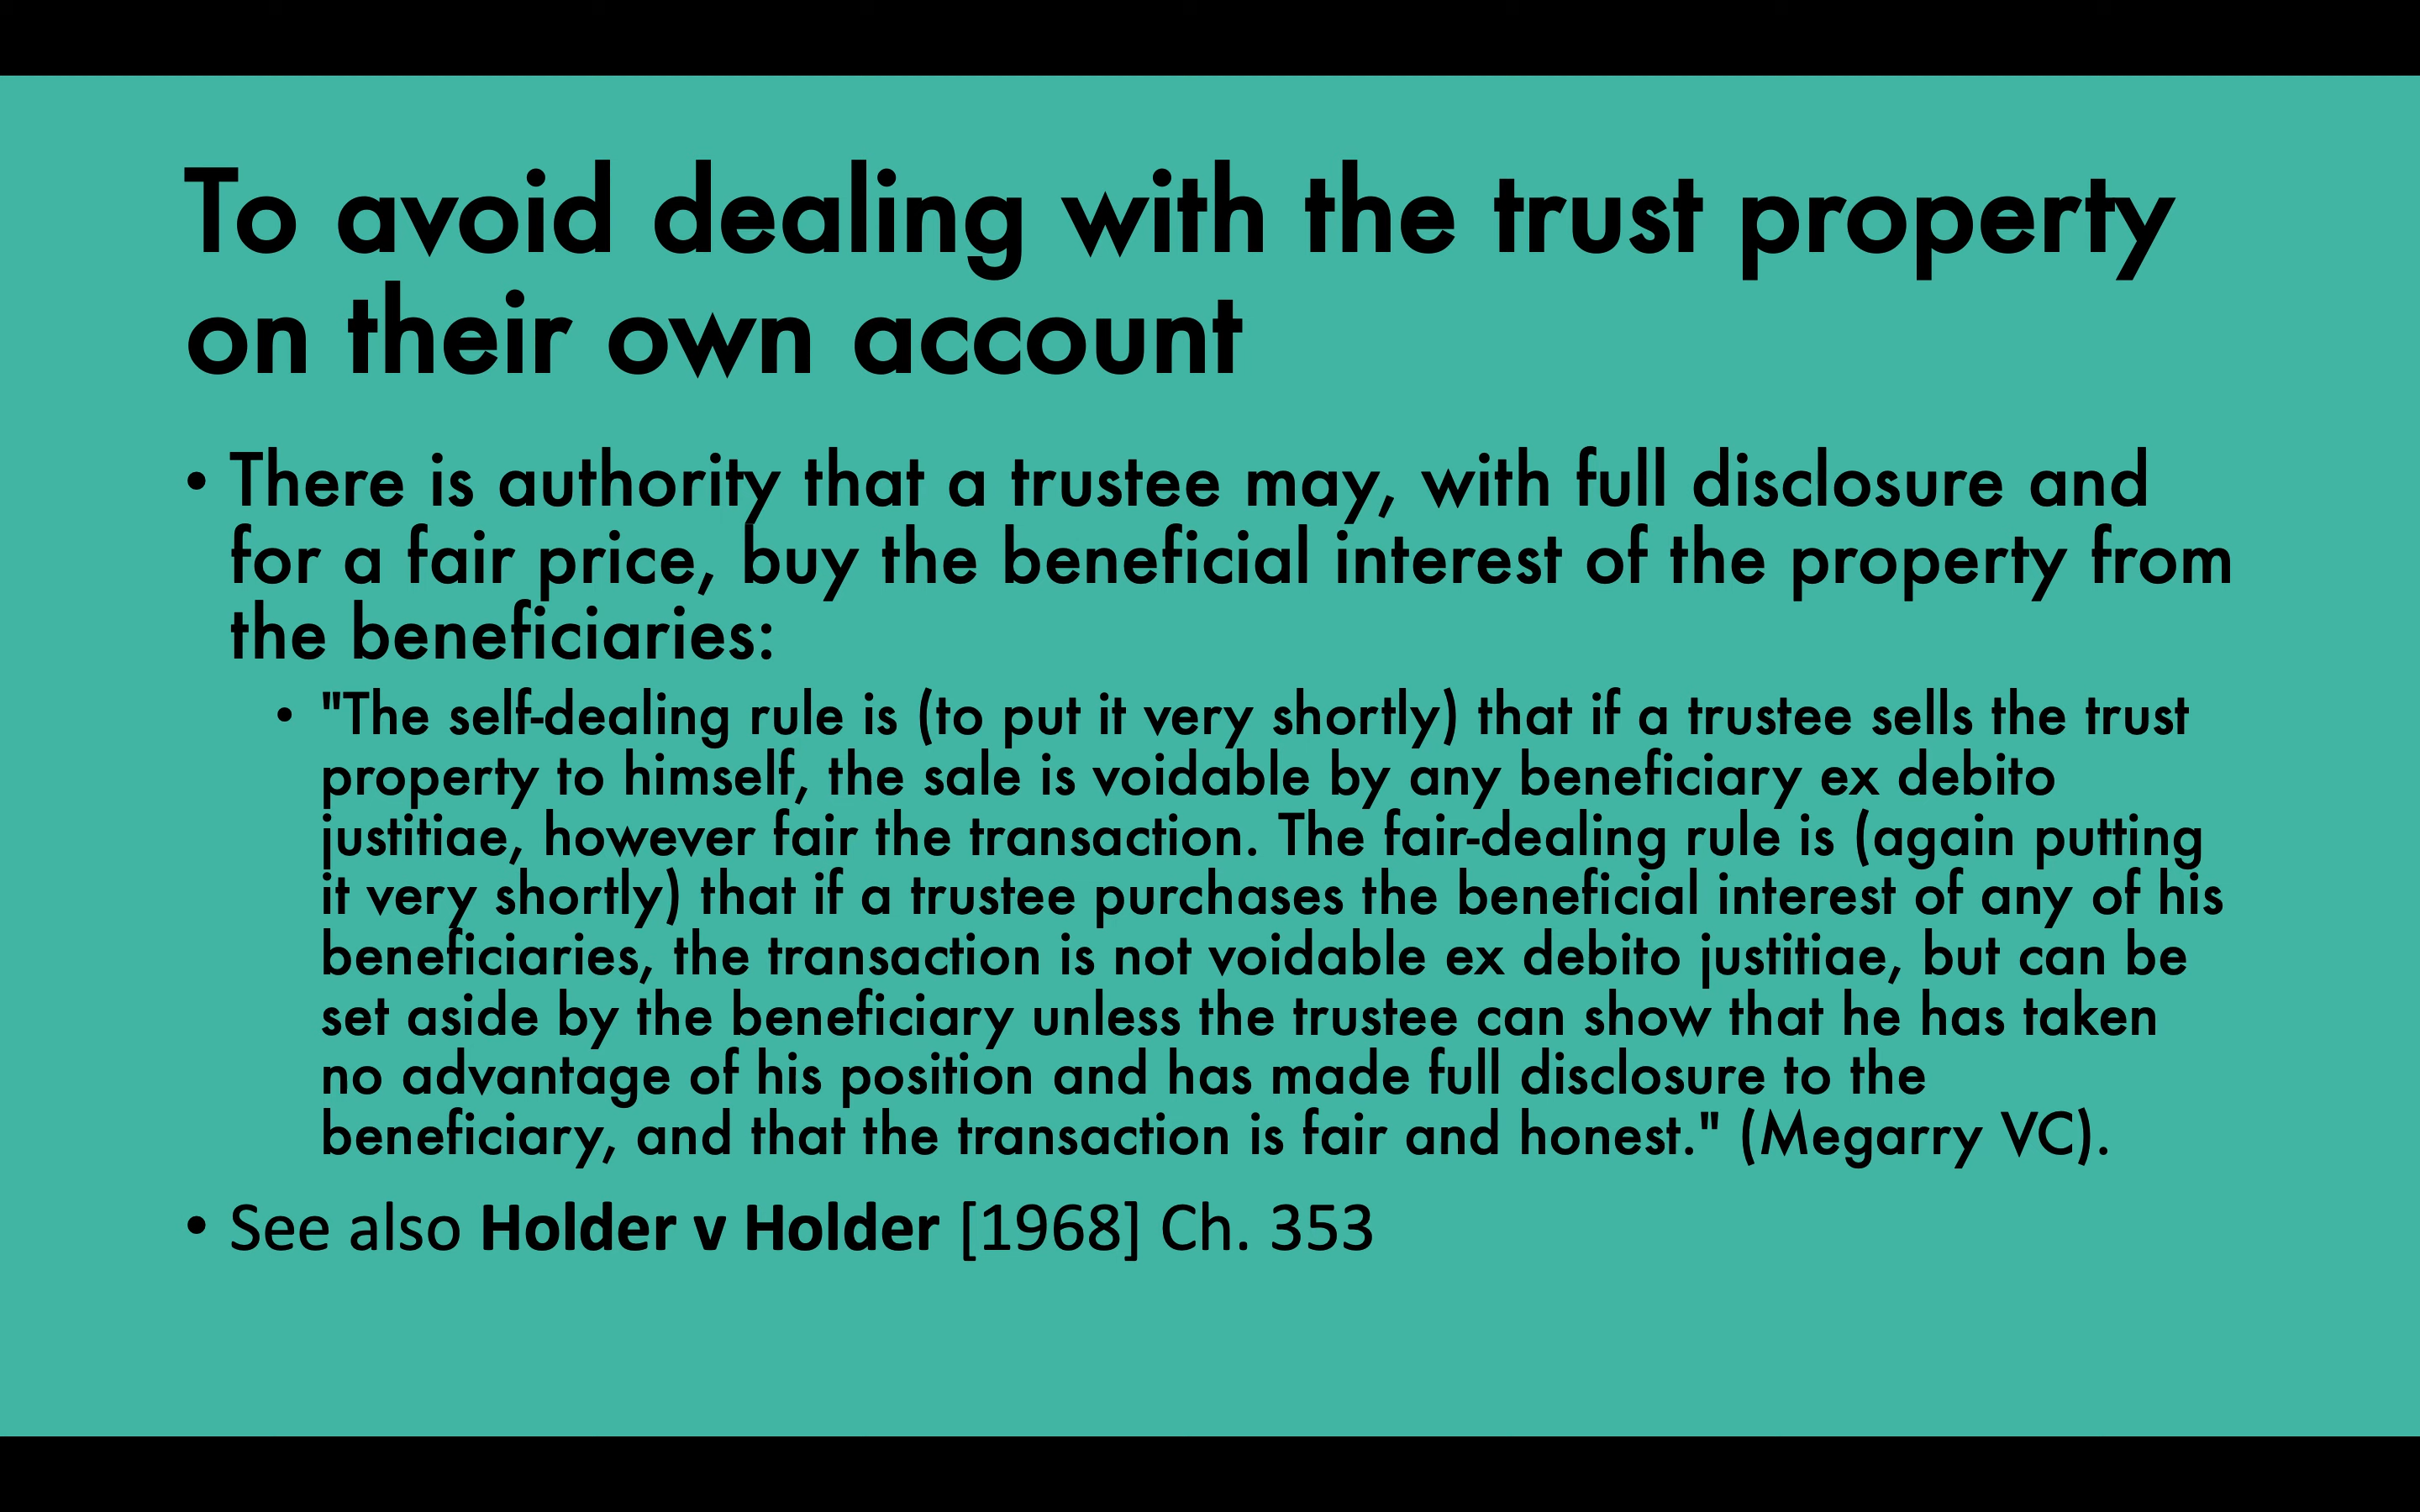 To avoid dealing with the trust property
on their own account
• There is authority that a trustee may, with full disclosure and
for a fair price, buy the beneficial interest of the property from
the beneficiaries:
• "The self-dealing rule is (to put it very shortly) that if a trustee sells the trust
property to himself, the sale is voidable by any beneficiary ex debito
justitiae, however fair the transaction. The fair-dealing rule is (again putting
it very shortly) that if a trustee purchases the beneficial interest of any of his
beneficiaries, the transaction is not voidable ex debito justitiae, but can be
set aside by the beneficiary unless the trustee can show that he has taken
no advantage of his position and has made full disclosure to the
beneficiary, and that the transaction is fair and honest." (Megarry VC).
• See also Holder v Holder [1968] Ch. 353